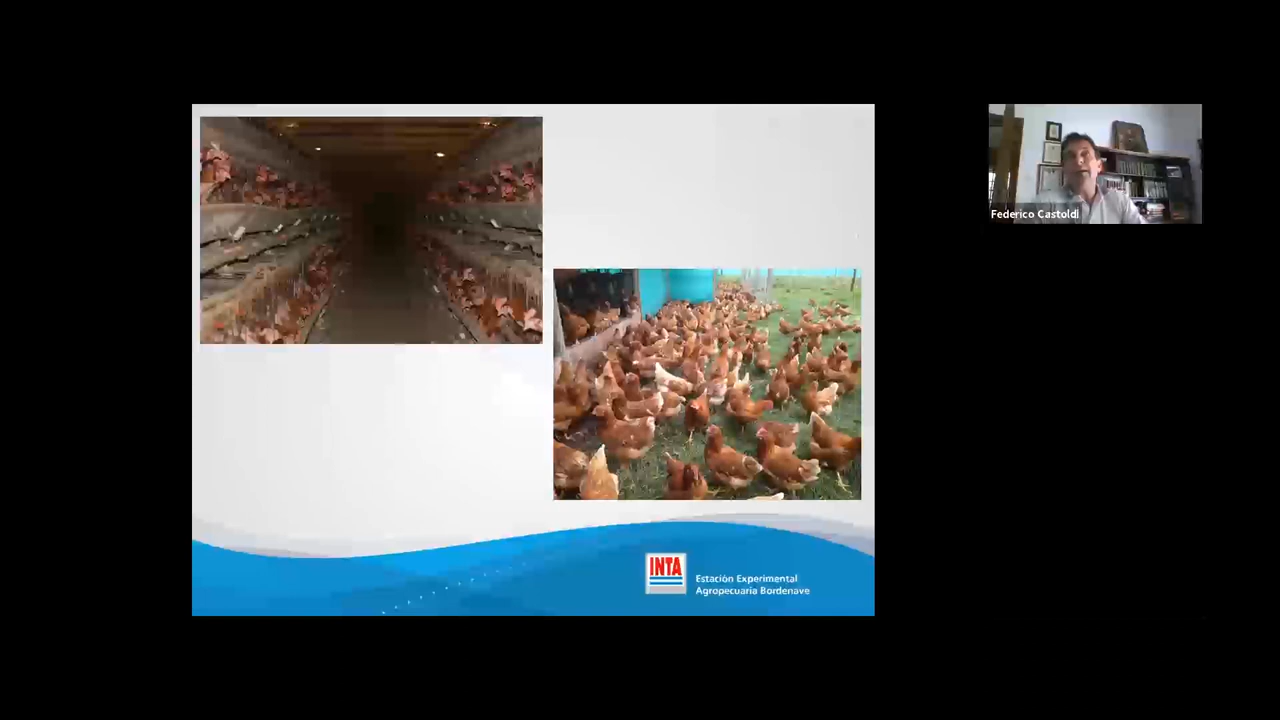 Federico Castoldi
INTA
Estación Experimental
Agropecuaria Bordenave